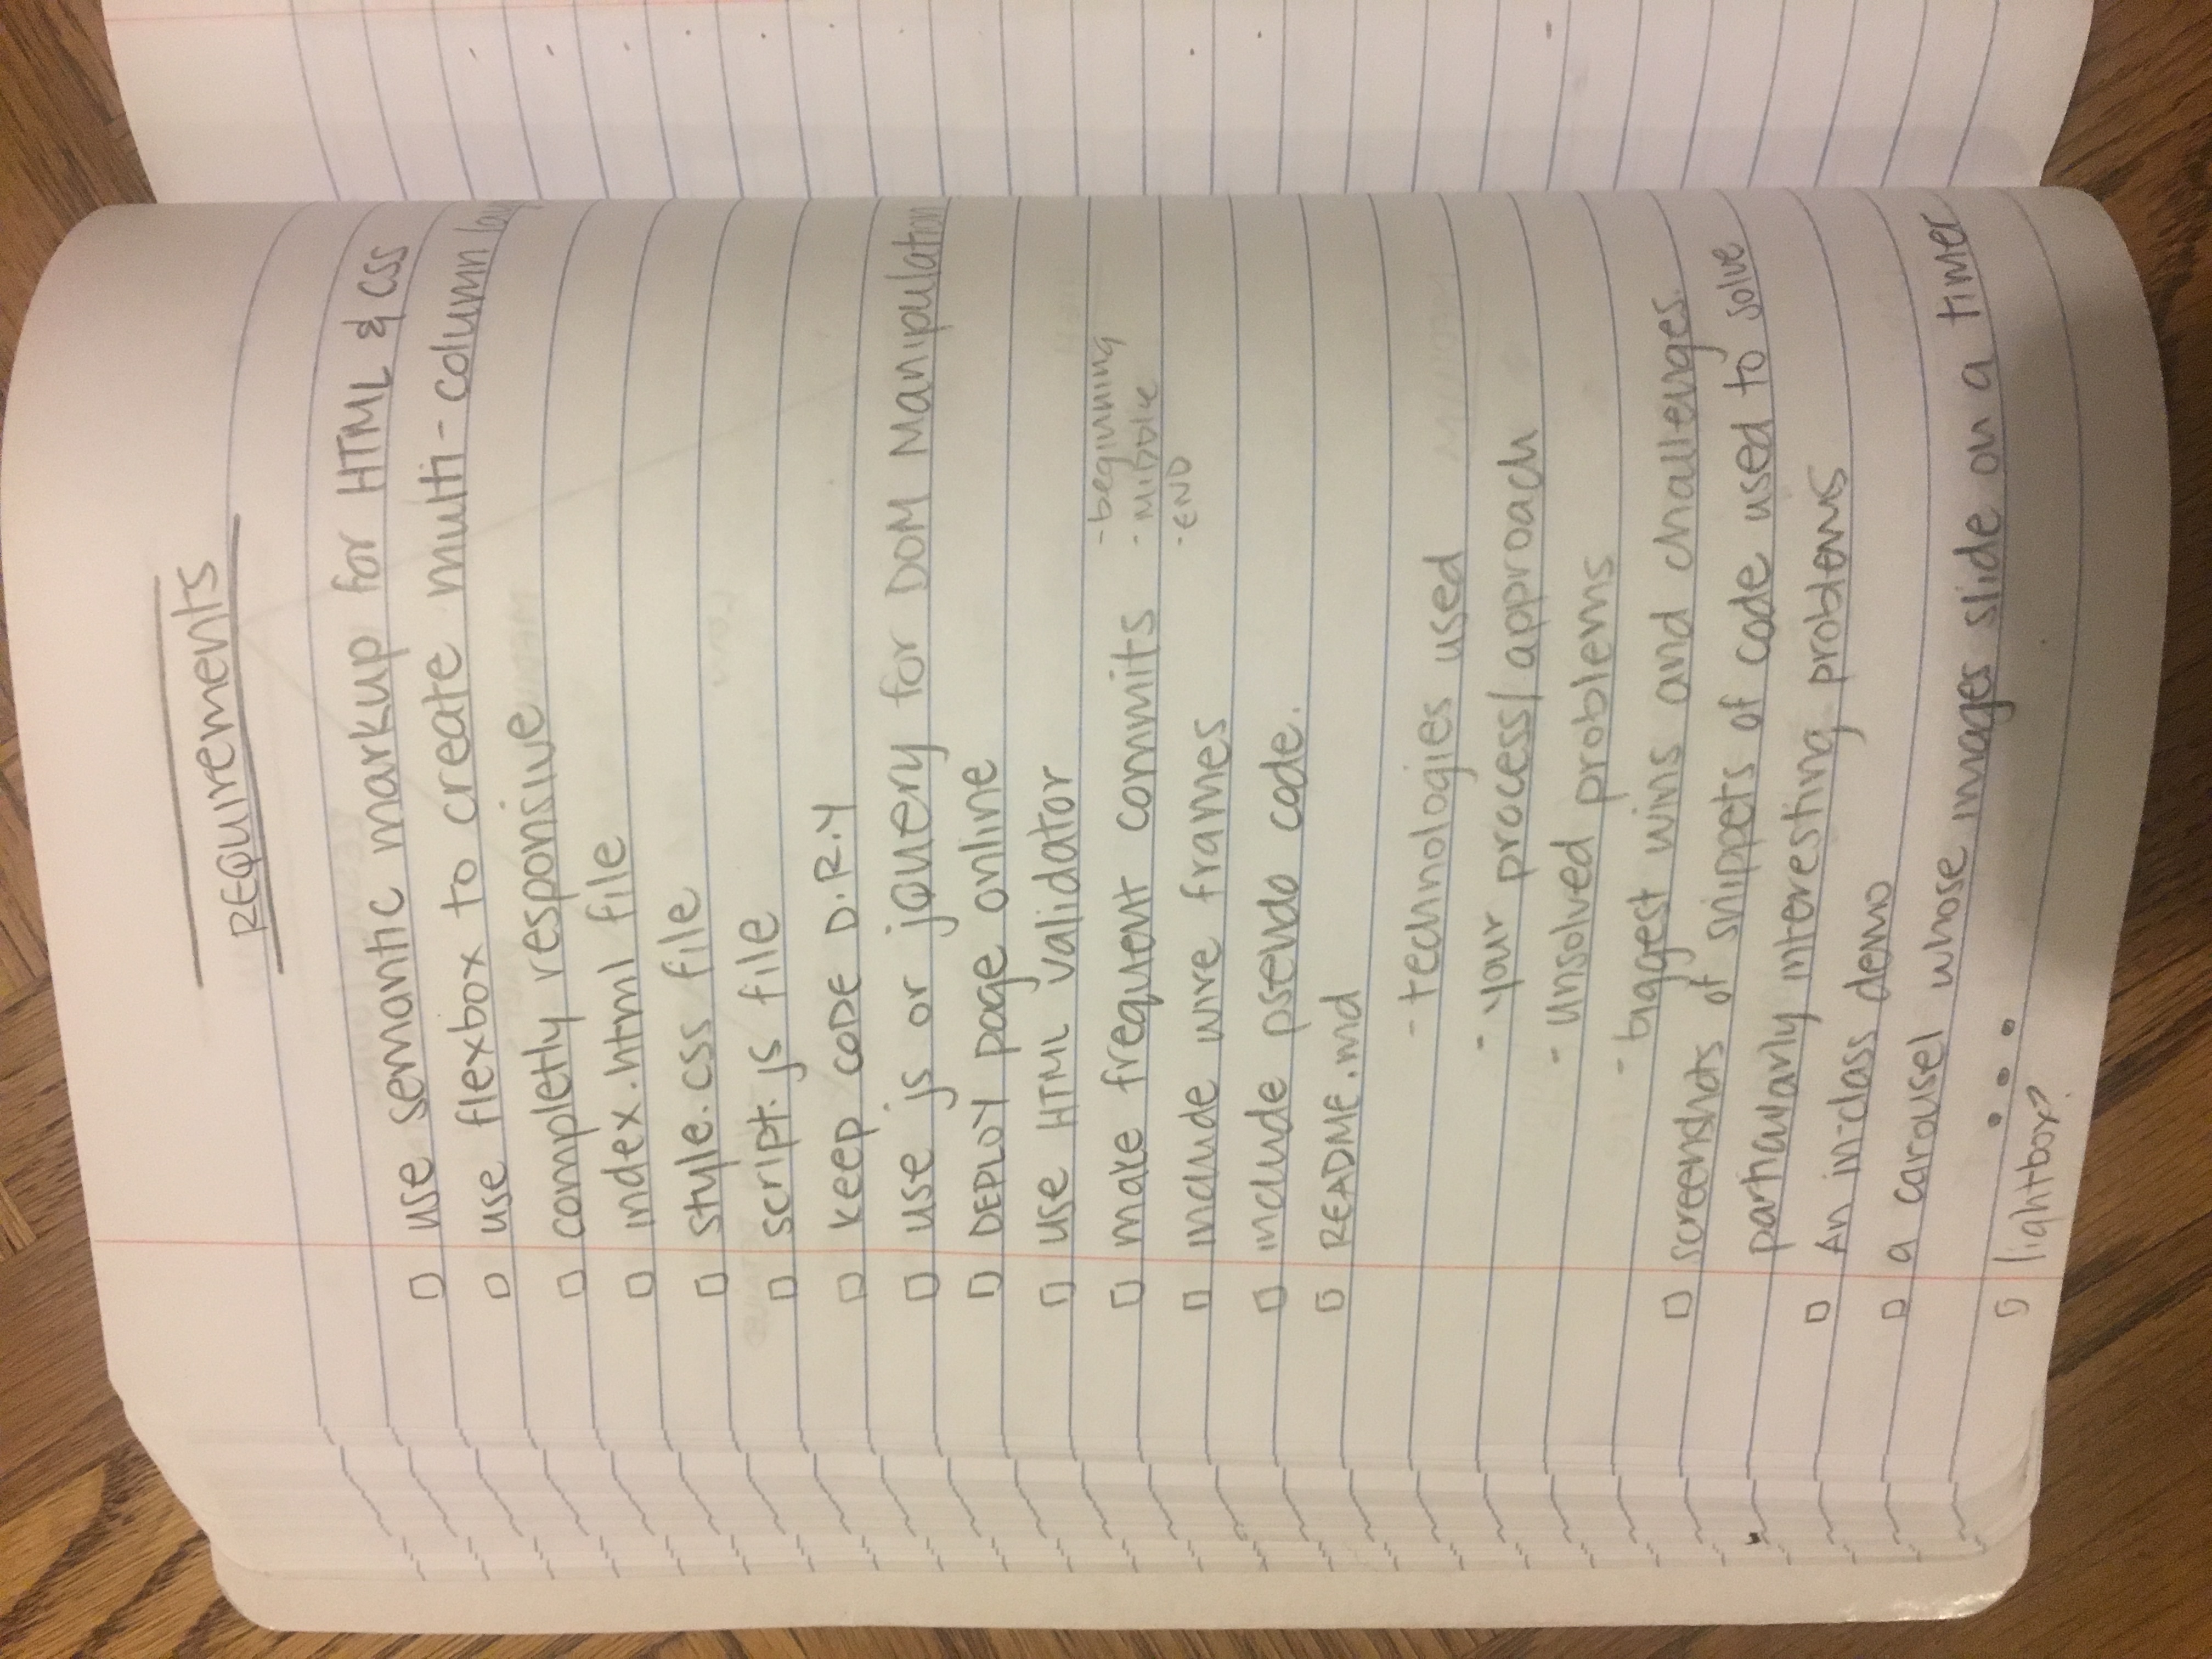 REQUIrements
use semantic markup for HTML & CSS
use flexbox to create multi-column lay
completly responsive
index.html file
style.css file
script.js file
keep CODE D.R.Y
use js or jQuery for DOM Manipulation
DEPLOY page online
use HTML validator
make frequent commits
-beginning
-MIDDle
-END
include wire frames
include pseudo code.
README.md
-technologies used
-your process/approach
-unsolved problems
-biggest wins and challenges.
screenshots of snippets of code used to solve
particularly interesting problems
An in-class demo
a carousel whose images slide on a timer
...
lightbox?